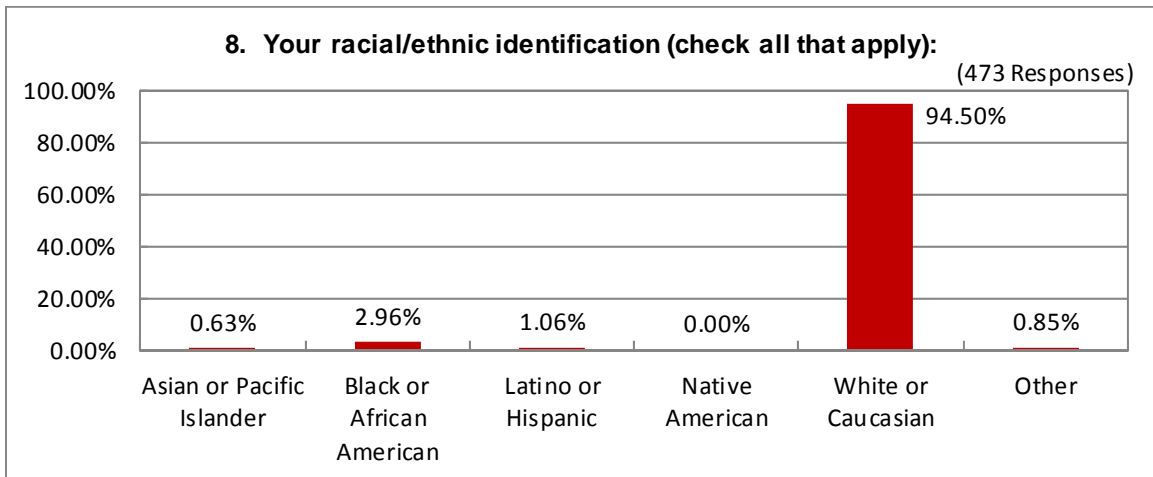 8. Your racial/ethnic identification (check all that apply):
(473 Responses)
100.00%
80.00%
60.00%
40.00%
20.00%
0.00%
0.63%
2.96%
1.06%
0.00%
94.50%
0.85%
Asian or Pacific
Islander
Black or
African
American
Latino or
Hispanic
Native
American
White or
Caucasian
Other